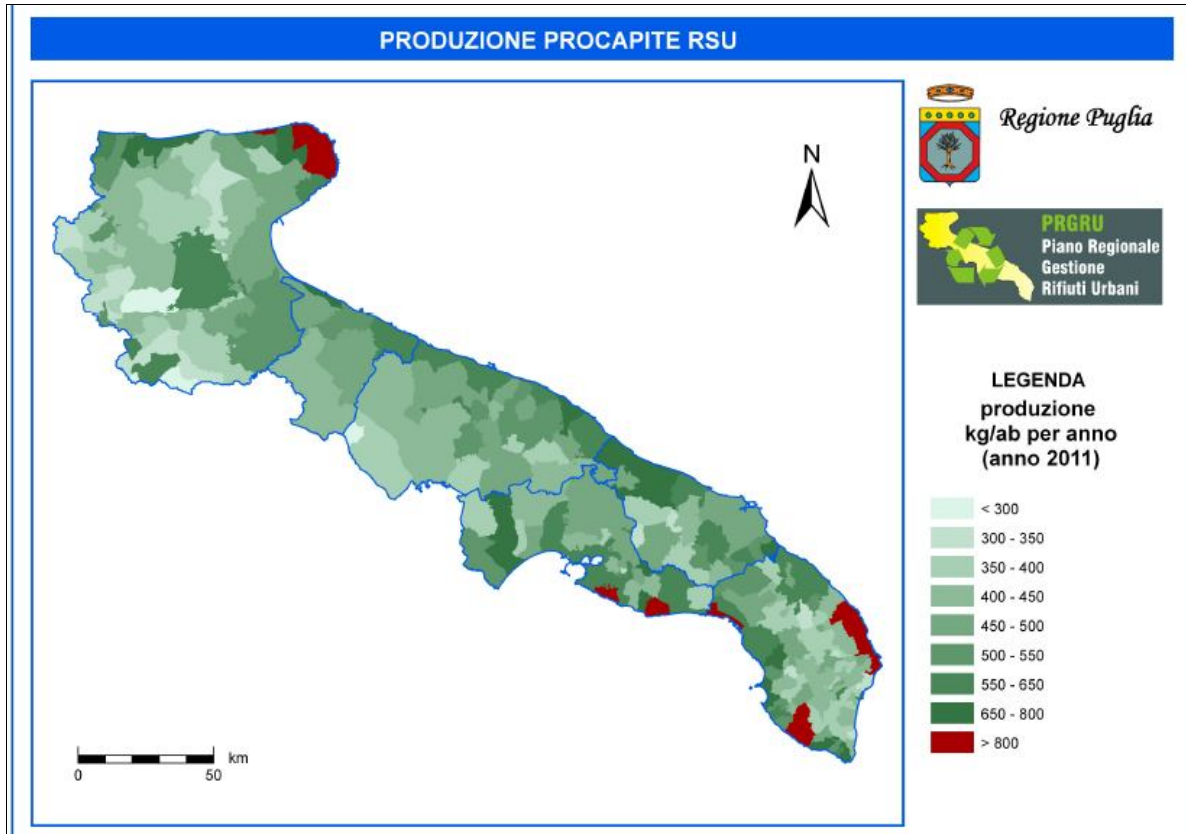 PRODUZIONE PROCAPITE RSU
Regione Puglia
N
PRGRU
Piano Regionale
Gestione
Rifiuti Urbani
LEGENDA
produzione
kg/ab per anno
(anno 2011)
< 300
300 - 350
350 - 400
400 - 450
450 - 500
500 - 550
550 - 650
650 - 800
> 800
km
0 50